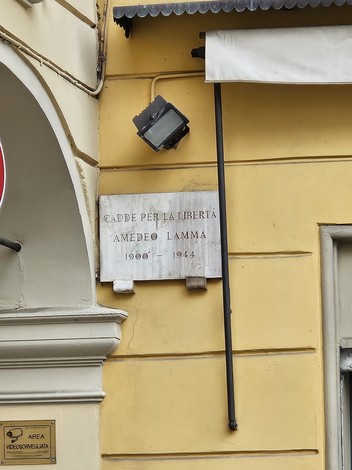 CADDE PER LA LIBERTÀ
AMEDEO LAMMA
1900 - 1944
AREA
VIDEOSORVEGLIATA